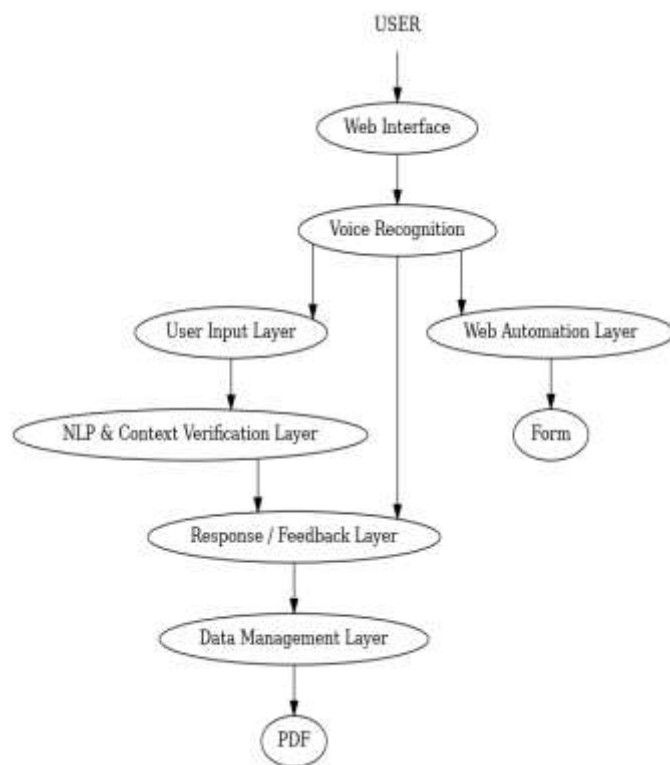 USER
Web Interface
Voice Recognition
User Input Layer
Web Automation Layer
NLP & Context Verification Layer
Form
Response / Feedback Layer
Data Management Layer
PDF